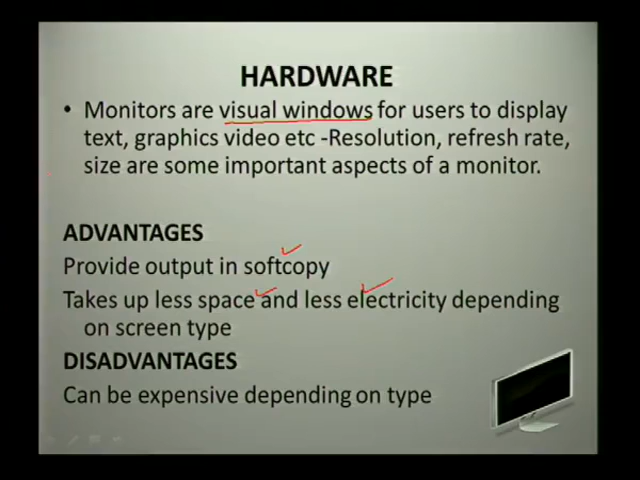 HARDWARE
• Monitors are visual windows for users to display
text, graphics video etc -Resolution, refresh rate,
size are some important aspects of a monitor.
ADVANTAGES
Provide output in softcopy
Takes up less space and less electricity depending
on screen type
DISADVANTAGES
Can be expensive depending on type